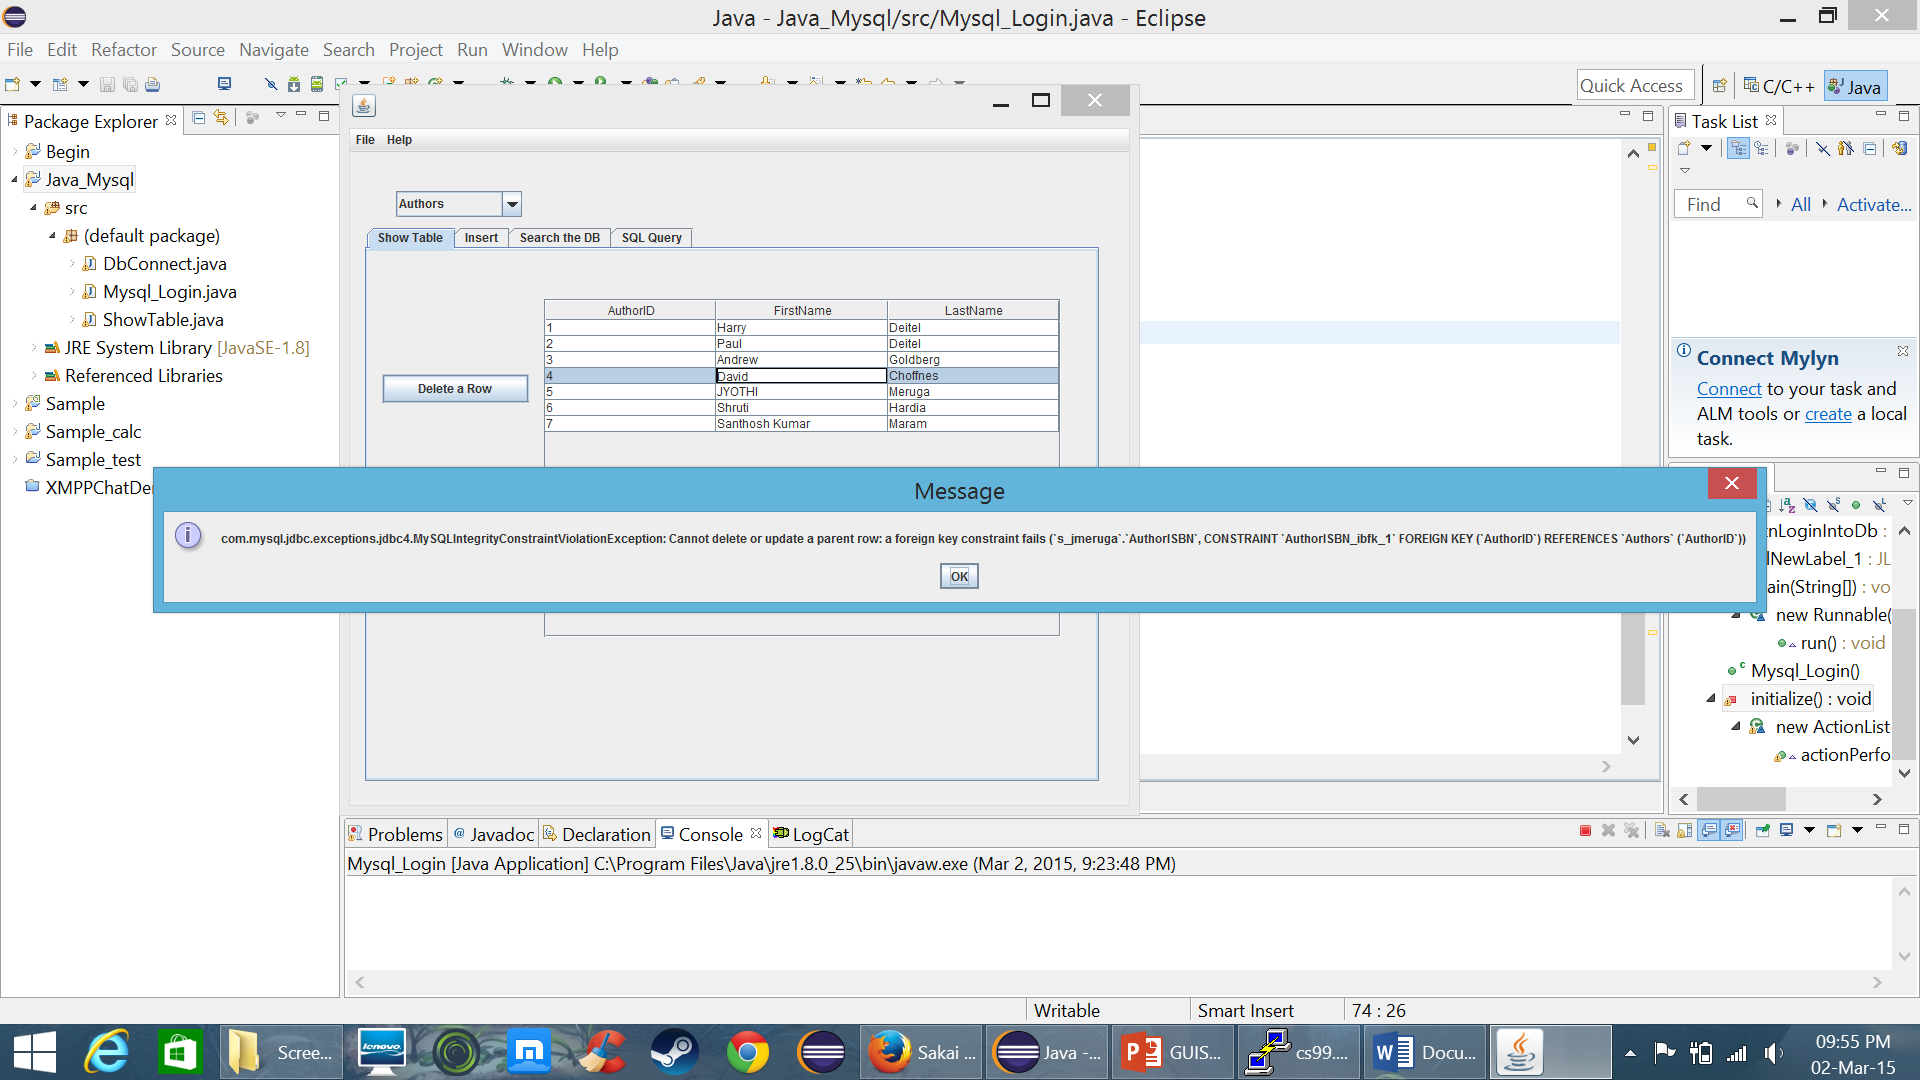 Java - Java_Mysql/src/Mysql_Login.java - Eclipse
File Edit Refactor Source Navigate Search Project Run Window Help
Quick Access
C/C++
Java
Package Explorer
Begin
Java_Mysql
src
(default package)
DbConnect.java
Mysql_Login.java
ShowTable.java
JRE System Library [JavaSE-1.8]
Referenced Libraries
Sample
Sample_calc
Sample_test
XMPPChatDe
File Help
Authors
Show Table Insert Search the DB SQL Query
Delete a Row
AuthorID FirstName LastName
1 Harry Deitel
2 Paul Deitel
3 Andrew Goldberg
4 David Choffnes
5 JYOTHI Meruga
6 Shruti Hardia
7 Santhosh Kumar Maram
Message
com.mysql.jdbc.exceptions.jdbc4.MySQLIntegrityConstraintViolationException: Cannot delete or update a parent row: a foreign key constraint fails (`s_jmeruga`.`AuthorISBN`, CONSTRAINT `AuthorISBN_ibfk_1` FOREIGN KEY (`AuthorID`) REFERENCES `Authors` (`AuthorID`))
OK
Task List
Find
All
Activate...
Connect Mylyn
Connect to your task and
ALM tools or create a local
task.
nLoginIntoDb :
lNewLabel_1 : JL
ain(String[]) : vo
new Runnable(
run() : void
Mysql_Login()
initialize() : void
new ActionList
actionPerfo
Problems @ Javadoc Declaration Console LogCat
Mysql_Login [Java Application] C:\Program Files\Java\jre1.8.0_25\bin\javaw.exe (Mar 2, 2015, 9:23:48 PM)
Writable Smart Insert 74 : 26
Scree...
lenovo
Sakai ...
Java -...
GUIS...
cs99....
Docu...
09:55 PM
02-Mar-15